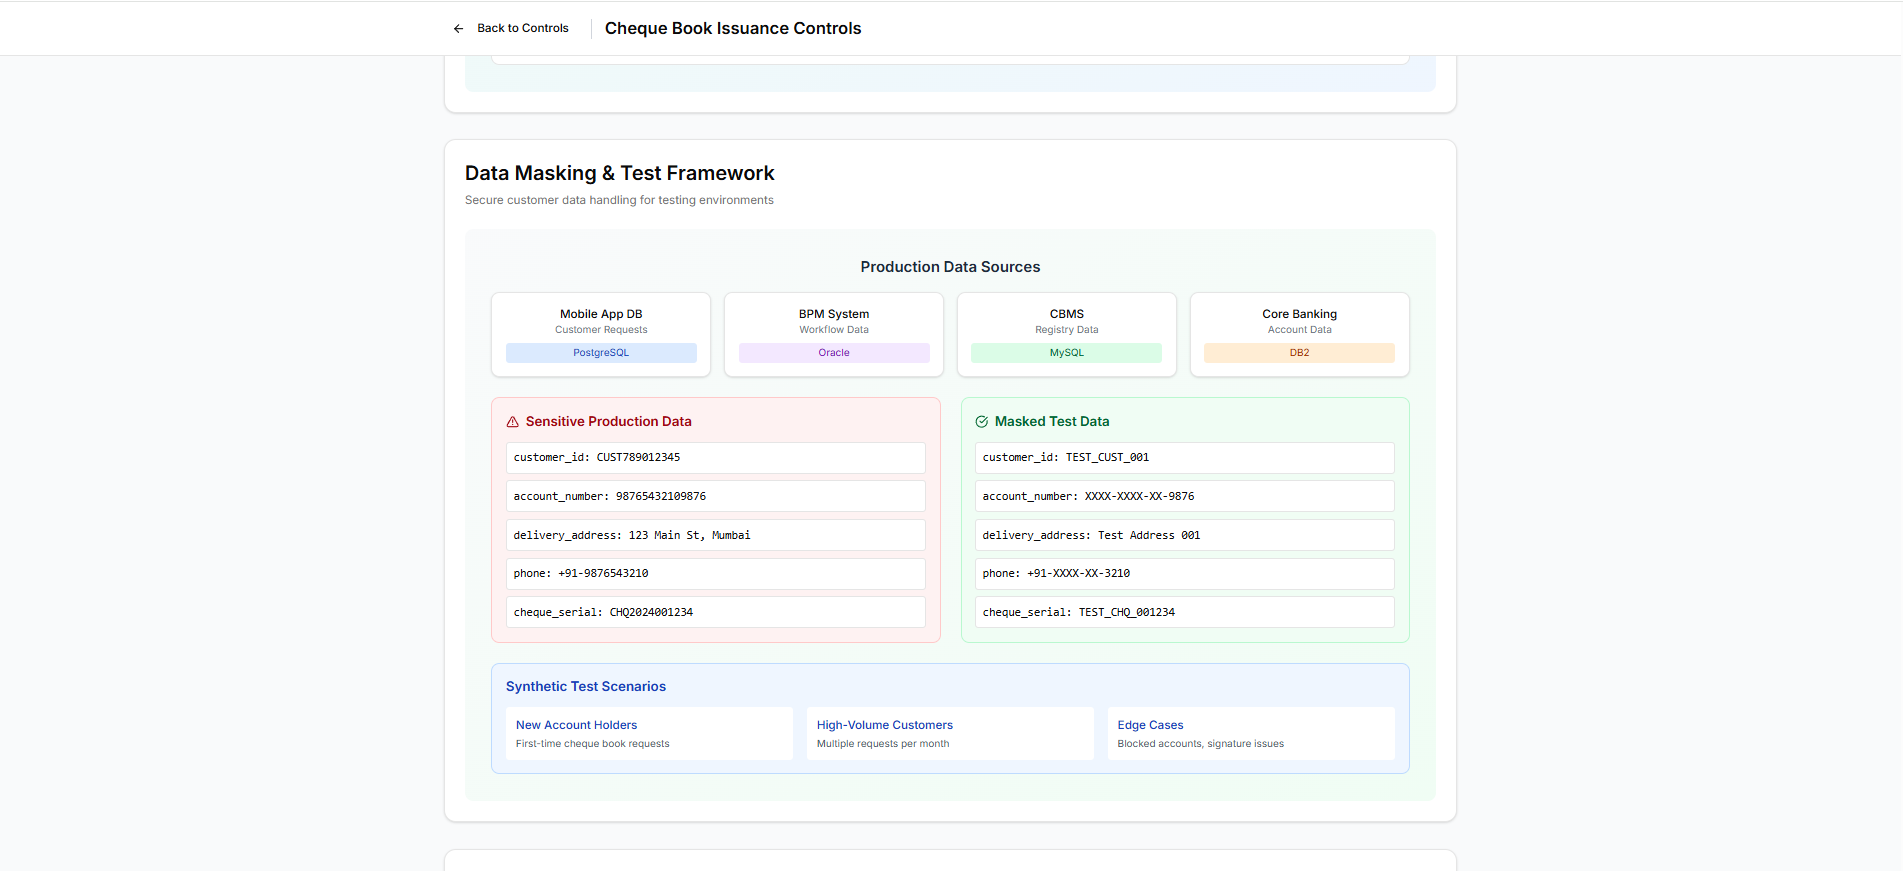 Back to Controls
Cheque Book Issuance Controls
Data Masking & Test Framework
Secure customer data handling for testing environments
Production Data Sources
Mobile App DB
Customer Requests
PostgreSQL
BPM System
Workflow Data
Oracle
CBMS
Registry Data
MySQL
Core Banking
Account Data
DB2
Sensitive Production Data
customer_id: CUST789012345
account_number: 98765432109876
delivery_address: 123 Main St, Mumbai
phone: +91-9876543210
cheque_serial: CHQ2024001234
Masked Test Data
customer_id: TEST_CUST_001
account_number: XXXX-XXXX-XX-9876
delivery_address: Test Address 001
phone: +91-XXXX-XX-3210
cheque_serial: TEST_CHQ_001234
Synthetic Test Scenarios
New Account Holders
First-time cheque book requests
High-Volume Customers
Multiple requests per month
Edge Cases
Blocked accounts, signature issues